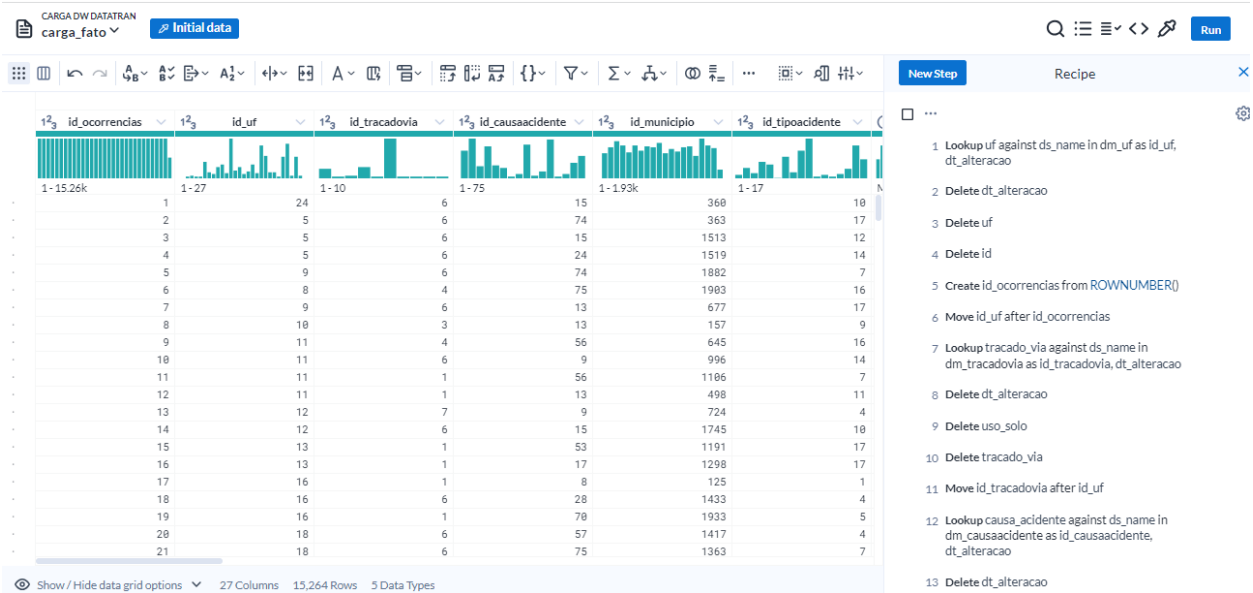 CARGA DW DATATRAN
carga_fato
Initial data
Run
New Step
Recipe
id_ocorrencias id_uf id_tracadovia id_causaacidente id_municipio id_tipoacidente
1 - 15.26k 1 - 27 1 - 10 1 - 75 1 - 1.93k 1 - 17
1 24 6 15 360 10
2 5 6 74 363 17
3 5 6 15 1513 12
4 5 6 24 1519 14
5 9 6 74 1882 7
6 8 4 75 1903 16
7 9 6 13 677 17
8 10 3 13 157 9
9 11 4 56 645 16
10 11 6 9 996 14
11 11 1 56 1106 7
12 11 1 13 498 11
13 12 7 9 724 4
14 12 6 15 1745 10
15 13 1 53 1191 17
16 13 1 17 1298 17
17 16 1 8 125 1
18 16 6 28 1433 4
19 16 1 70 1933 5
20 18 6 57 1417 4
21 18 6 75 1363 7
Show / Hide data grid options 27 Columns 15,264 Rows 5 Data Types
1 Lookup uf against ds_name in dm_uf as id_uf,
dt_alteracao
2 Delete dt_alteracao
3 Delete uf
4 Delete id
5 Create id_ocorrencias from ROWNUMBER()
6 Move id_uf after id_ocorrencias
7 Lookup tracado_via against ds_name in
dm_tracadovia as id_tracadovia, dt_alteracao
8 Delete dt_alteracao
9 Delete uso_solo
10 Delete tracado_via
11 Move id_tracadovia after id_uf
12 Lookup causa_acidente against ds_name in
dm_causaacidente as id_causaacidente,
dt_alteracao
13 Delete dt_alteracao